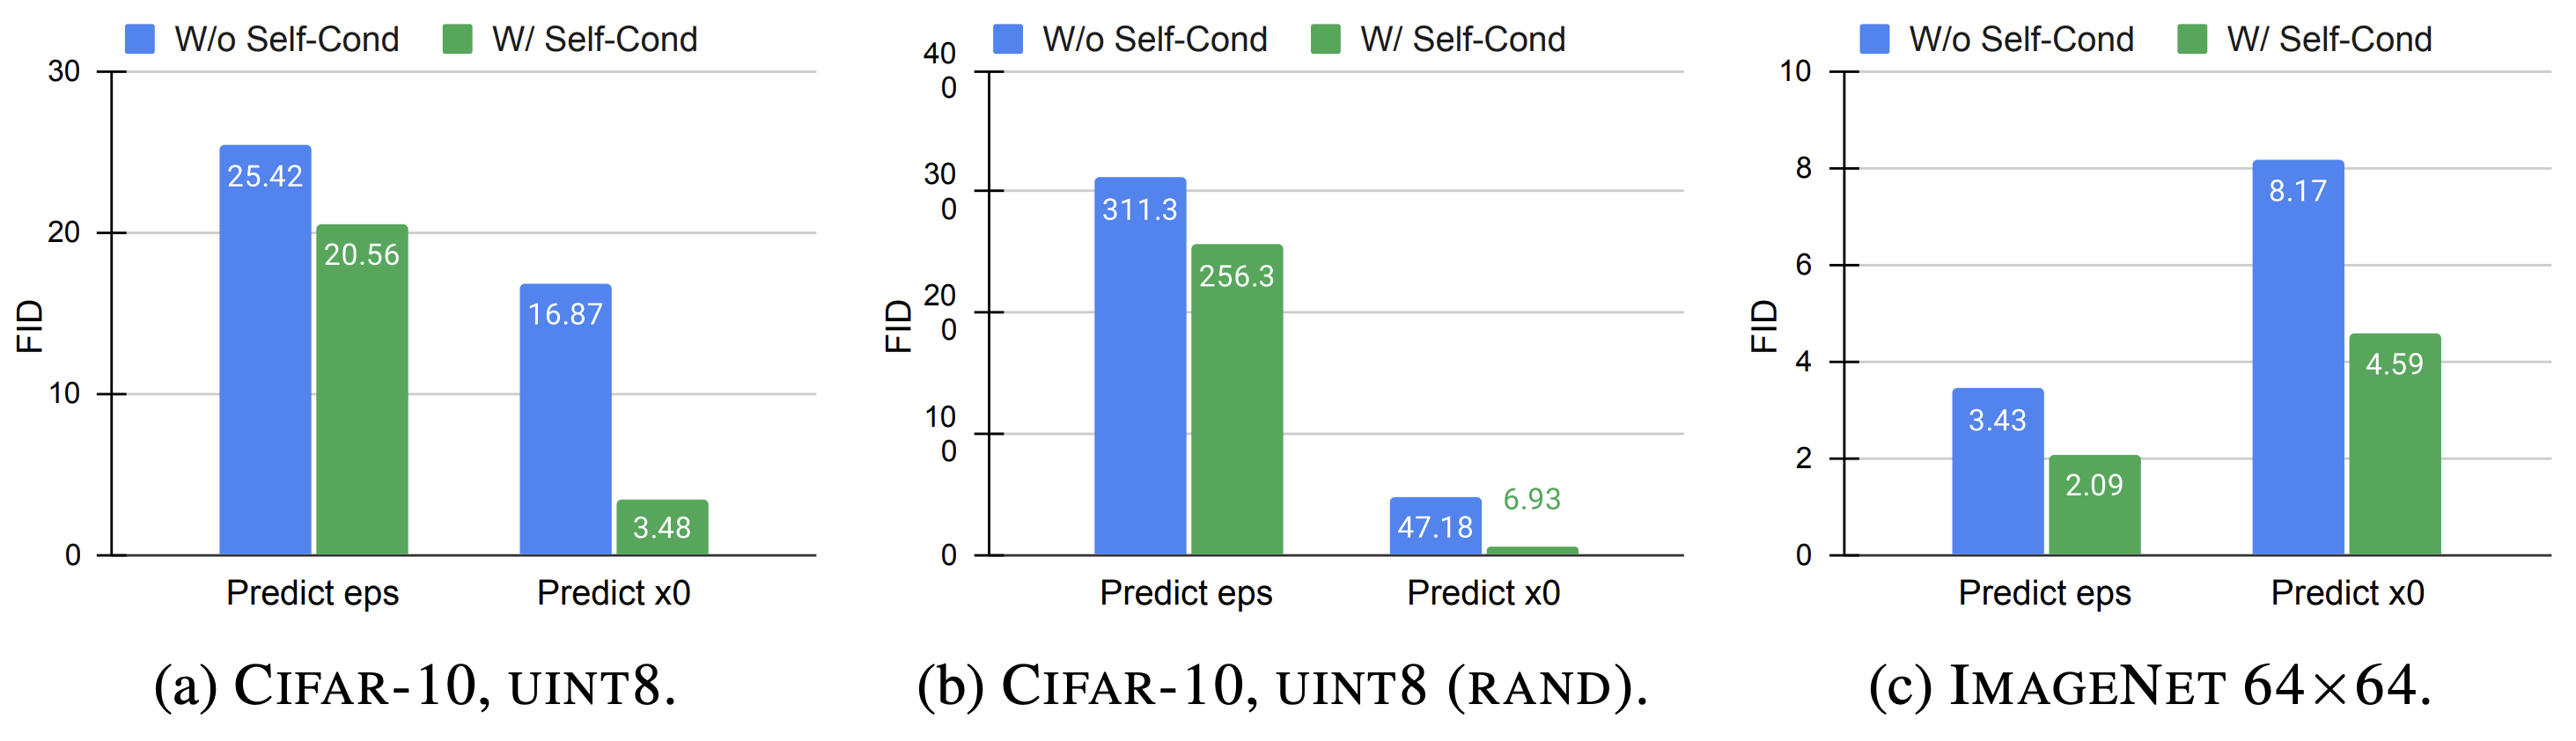 W/o Self-Cond W/ Self-Cond
30
20
10
0
FID
25.42
20.56
16.87
3.48
Predict eps Predict x0
(a) CIFAR-10, UINT8.
W/o Self-Cond W/ Self-Cond
40
0
30
0
20
0
10
0
0
FID
311.3
256.3
47.18
6.93
Predict eps Predict x0
(b) CIFAR-10, UINT8 (RAND).
W/o Self-Cond W/ Self-Cond
10
8
6
4
2
0
FID
3.43
2.09
8.17
4.59
Predict eps Predict x0
(c) IMAGENET 64×64.